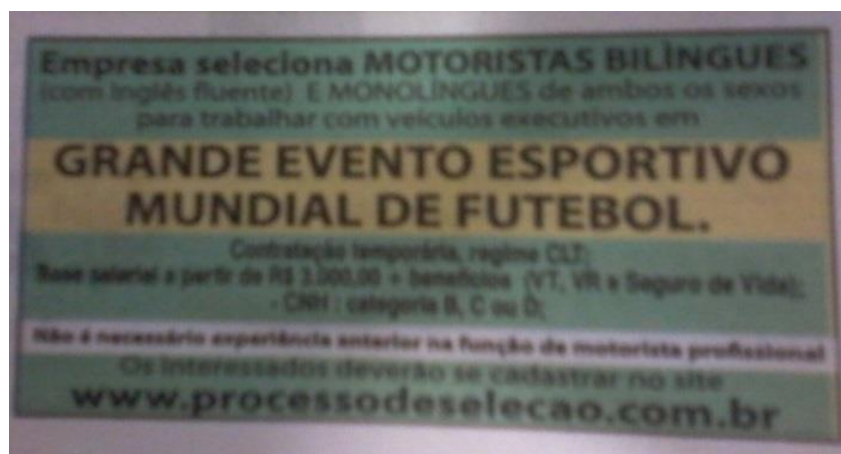 Empresa seleciona MOTORISTAS BILÍNGUES
(com inglês fluente) E MONOLÍNGUES de ambos os sexos
para trabalhar com veículos executivos em
GRANDE EVENTO ESPORTIVO
MUNDIAL DE FUTEBOL.
Contratação temporária, regime CLT;
Base salarial a partir de R$ 3.000,00 + benefícios (VT, VR e Seguro de Vida);
- CNH : categoria B, C ou D;
Não é necessário experiência anterior na função de motorista profissional
Os interessados deverão se cadastrar no site
www.processodeselecao.com.br